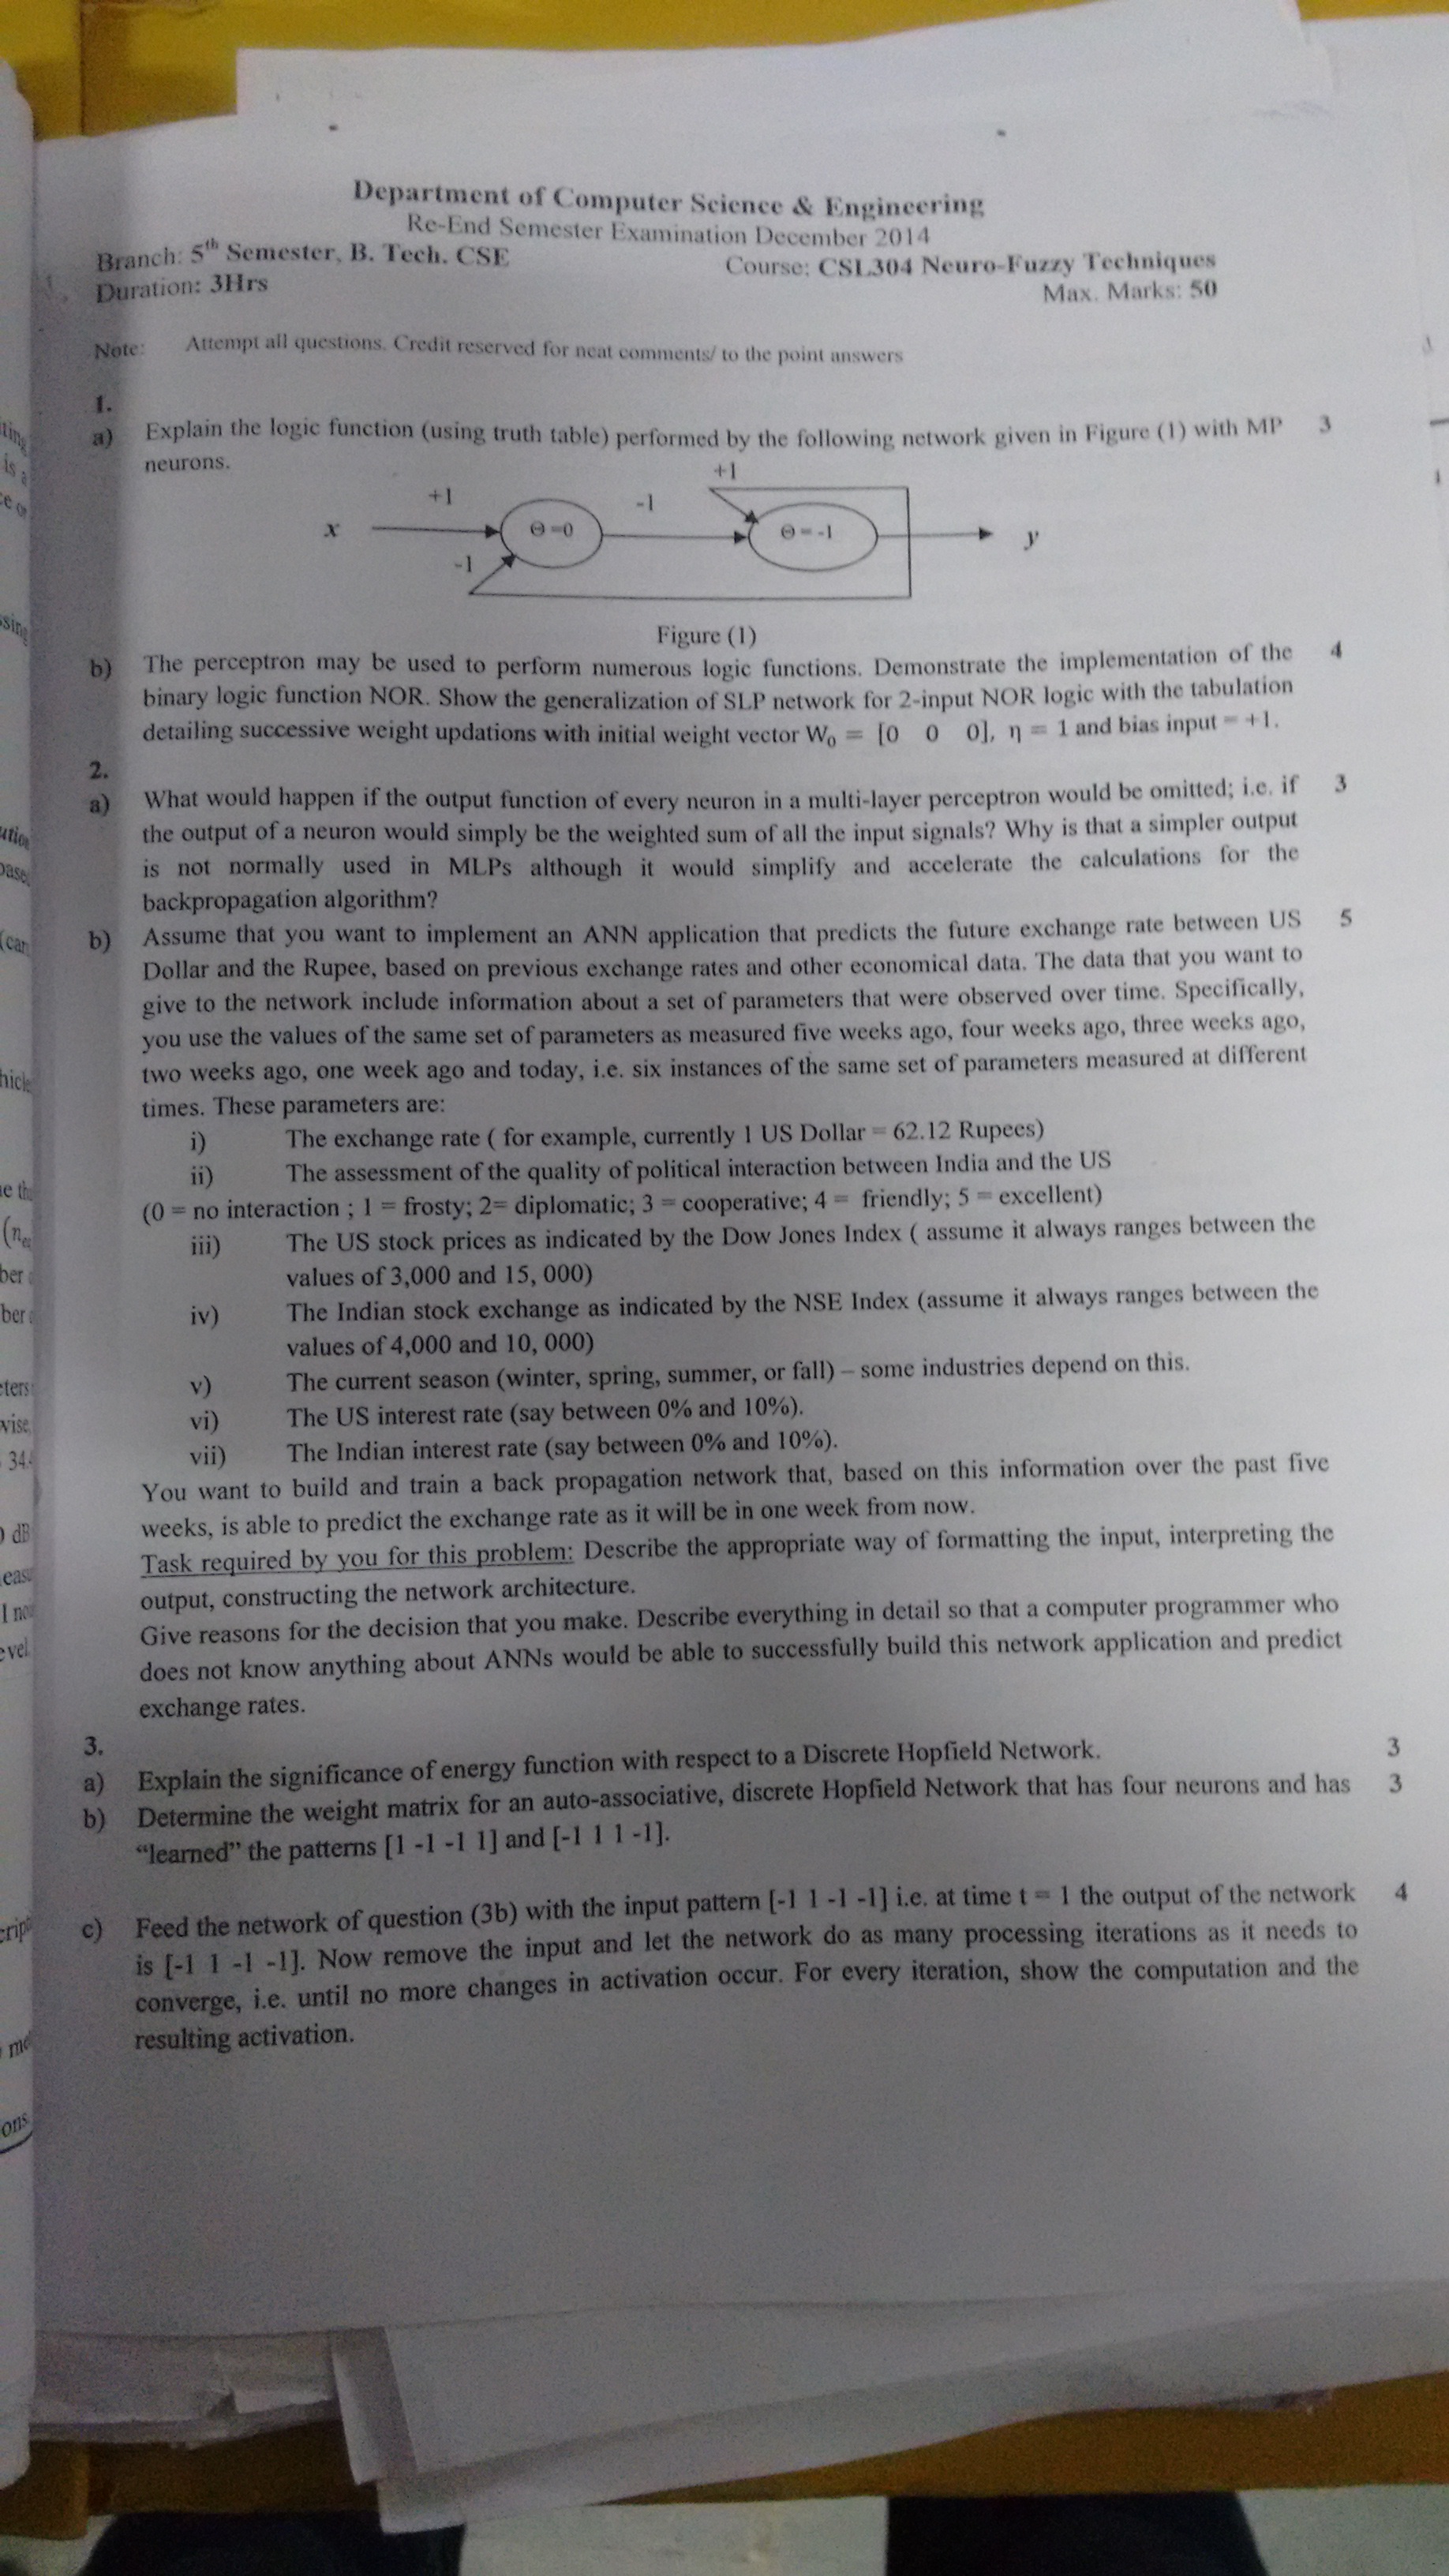 Department of Computer Science & Engineering
Re-End Semester Examination December 2014
Branch: 5th Semester, B. Tech. CSE Course: CSL304 Neuro-Fuzzy Techniques
Duration: 3Hrs Max. Marks: 50
Note: Attempt all questions. Credit reserved for neat comments/ to the point answers
1.
a) Explain the logic function (using truth table) performed by the following network given in Figure (1) with MP 3
neurons.
+1
+1 -1
x Θ=0 Θ=-1 y
-1
Figure (1)
b) The perceptron may be used to perform numerous logic functions. Demonstrate the implementation of the 4
binary logic function NOR. Show the generalization of SLP network for 2-input NOR logic with the tabulation
detailing successive weight updations with initial weight vector W0 = [0 0 0], η = 1 and bias input = +1.
2.
a) What would happen if the output function of every neuron in a multi-layer perceptron would be omitted; i.e. if 3
the output of a neuron would simply be the weighted sum of all the input signals? Why is that a simpler output
is not normally used in MLPs although it would simplify and accelerate the calculations for the
backpropagation algorithm?
b) Assume that you want to implement an ANN application that predicts the future exchange rate between US 5
Dollar and the Rupee, based on previous exchange rates and other economical data. The data that you want to
give to the network include information about a set of parameters that were observed over time. Specifically,
you use the values of the same set of parameters as measured five weeks ago, four weeks ago, three weeks ago,
two weeks ago, one week ago and today, i.e. six instances of the same set of parameters measured at different
times. These parameters are:
i) The exchange rate ( for example, currently 1 US Dollar = 62.12 Rupees)
ii) The assessment of the quality of political interaction between India and the US
(0 = no interaction ; 1 = frosty; 2= diplomatic; 3 = cooperative; 4 = friendly; 5 = excellent)
iii) The US stock prices as indicated by the Dow Jones Index ( assume it always ranges between the
values of 3,000 and 15, 000)
iv) The Indian stock exchange as indicated by the NSE Index (assume it always ranges between the
values of 4,000 and 10, 000)
v) The current season (winter, spring, summer, or fall) – some industries depend on this.
vi) The US interest rate (say between 0% and 10%).
vii) The Indian interest rate (say between 0% and 10%).
You want to build and train a back propagation network that, based on this information over the past five
weeks, is able to predict the exchange rate as it will be in one week from now.
Task required by you for this problem: Describe the appropriate way of formatting the input, interpreting the
output, constructing the network architecture.
Give reasons for the decision that you make. Describe everything in detail so that a computer programmer who
does not know anything about ANNs would be able to successfully build this network application and predict
exchange rates.
3.
a) Explain the significance of energy function with respect to a Discrete Hopfield Network. 3
b) Determine the weight matrix for an auto-associative, discrete Hopfield Network that has four neurons and has 3
“learned” the patterns [1 -1 -1 1] and [-1 1 1 -1].
c) Feed the network of question (3b) with the input pattern [-1 1 -1 -1] i.e. at time t = 1 the output of the network 4
is [-1 1 -1 -1]. Now remove the input and let the network do as many processing iterations as it needs to
converge, i.e. until no more changes in activation occur. For every iteration, show the computation and the
resulting activation.